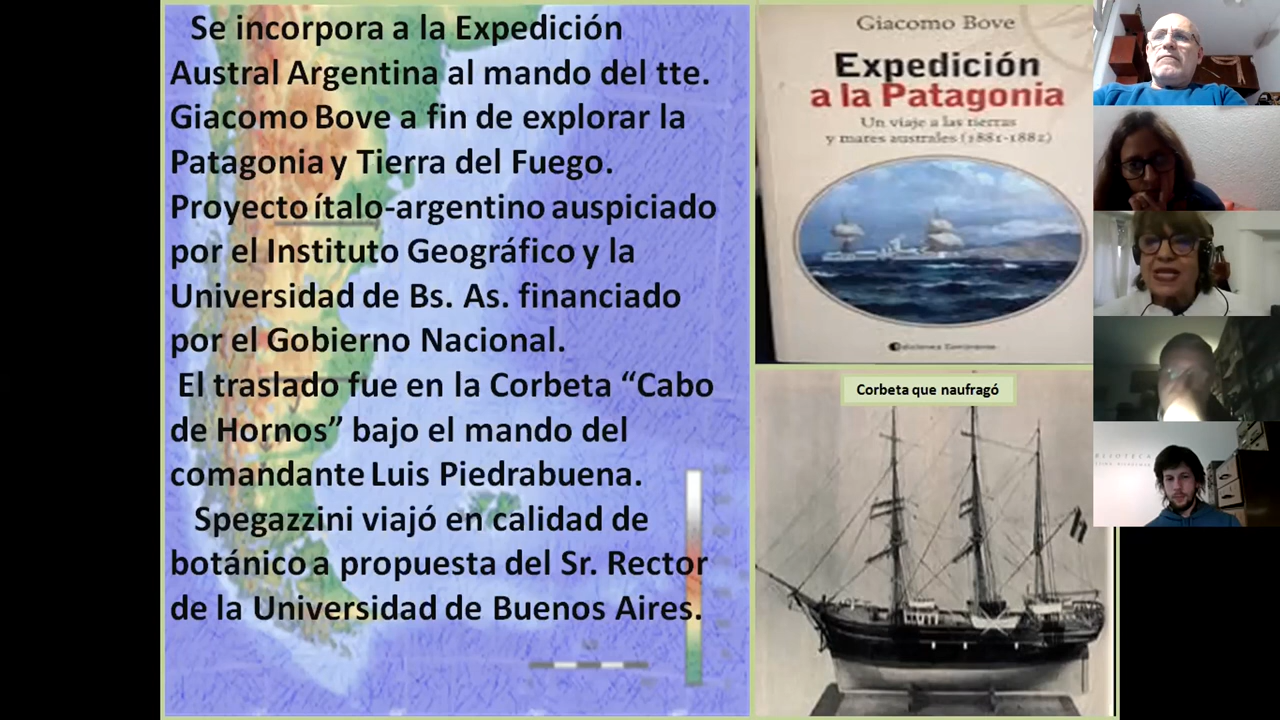 Se incorpora a la Expedición
Austral Argentina al mando del tte.
Giacomo Bove a fin de explorar la
Patagonia y Tierra del Fuego.
Proyecto ítalo-argentino auspiciado
por el Instituto Geográfico y la
Universidad de Bs. As. financiado
por el Gobierno Nacional.
El traslado fue en la Corbeta “Cabo
de Hornos” bajo el mando del
comandante Luis Piedrabuena.
Spegazzini viajó en calidad de
botánico a propuesta del Sr. Rector
de la Universidad de Buenos Aires.
Giacomo Bove
Expedición
a la Patagonia
Un viaje a las tierras
y mares australes (1881-1882)
Ediciones Continente
Corbeta que naufragó